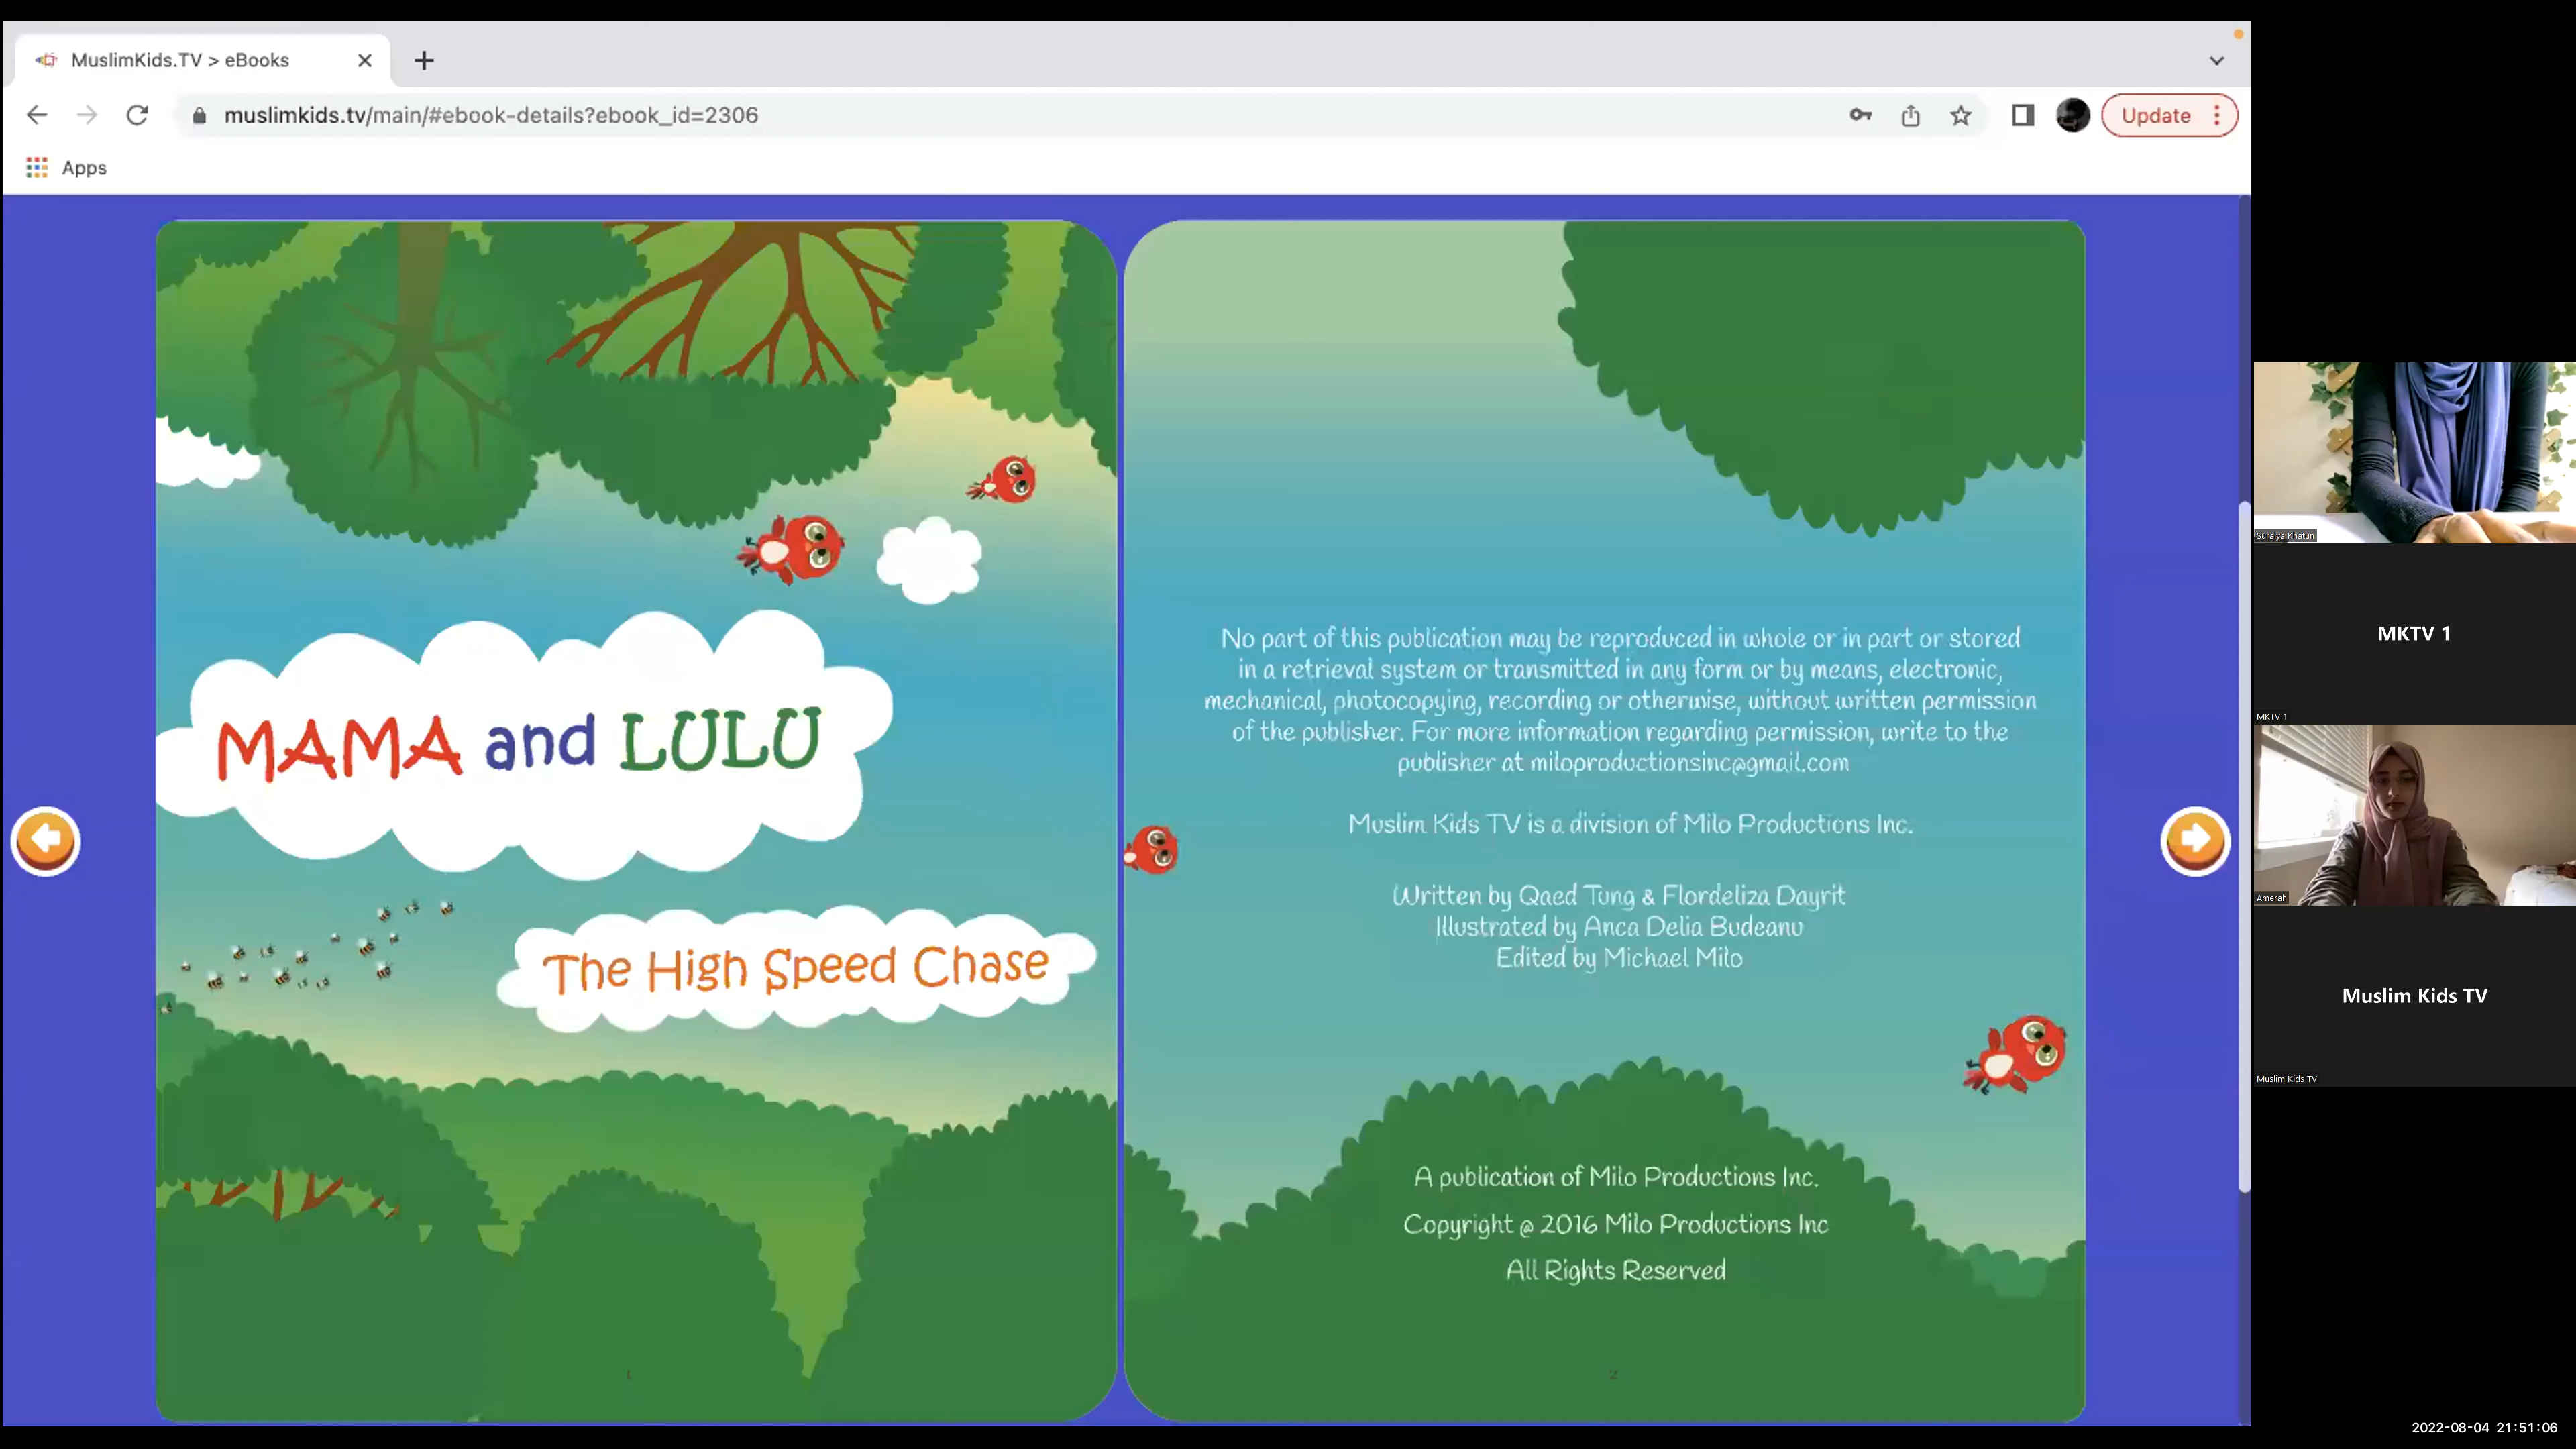 MuslimKids.TV > eBooks
muslimkids.tv/main/#ebook-details?ebook_id=2306
Update
Apps
MAMA and LULU
The High Speed Chase
1
No part of this publication may be reproduced in whole or in part or stored
in a retrieval system or transmitted in any form or by means, electronic,
mechanical, photocopying, recording or otherwise, without written permission
of the publisher. For more information regarding permission, write to the
publisher at miloproductionsinc@gmail.com
Muslim Kids TV is a division of Milo Productions Inc.
Written by Qaed Tung & Flordeliza Dayrit
Illustrated by Anca Delia Budeanu
Edited by Michael Milo
A publication of Milo Productions Inc.
Copyright @ 2016 Milo Productions Inc
All Rights Reserved
2
Suraiya Khatun
MKTV 1
MKTV 1
Amerah
Muslim Kids TV
Muslim Kids TV
2022-08-04 21:51:06